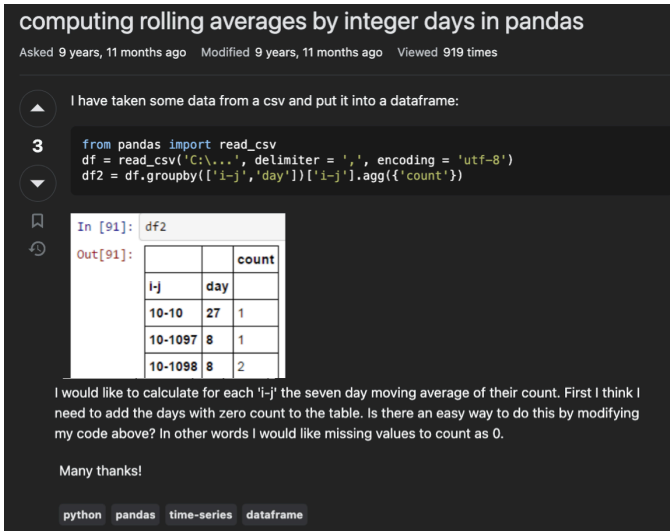 computing rolling averages by integer days in pandas
Asked 9 years, 11 months ago Modified 9 years, 11 months ago Viewed 919 times
I have taken some data from a csv and put it into a dataframe:
3
from pandas import read_csv
df = read_csv('C:\...', delimiter = ',', encoding = 'utf-8')
df2 = df.groupby(['i-j','day'])['i-j'].agg({'count'})
In [91]: df2
Out[91]: count
i-j day
10-10 27 1
10-1097 8 1
10-1098 8 2
I would like to calculate for each 'i-j' the seven day moving average of their count. First I think I
need to add the days with zero count to the table. Is there an easy way to do this by modifying
my code above? In other words I would like missing values to count as 0.
Many thanks!
python pandas time-series dataframe